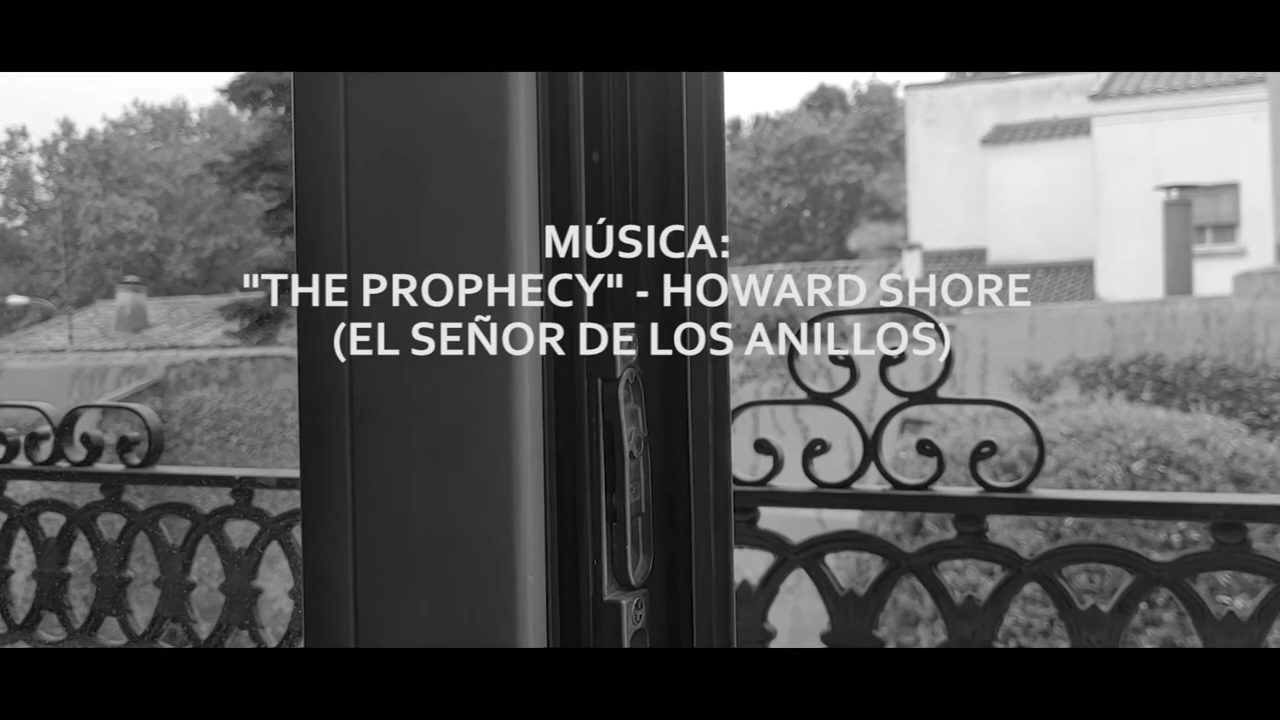 MÚSICA:
"THE PROPHECY" - HOWARD SHORE
(EL SEÑOR DE LOS ANILLOS)